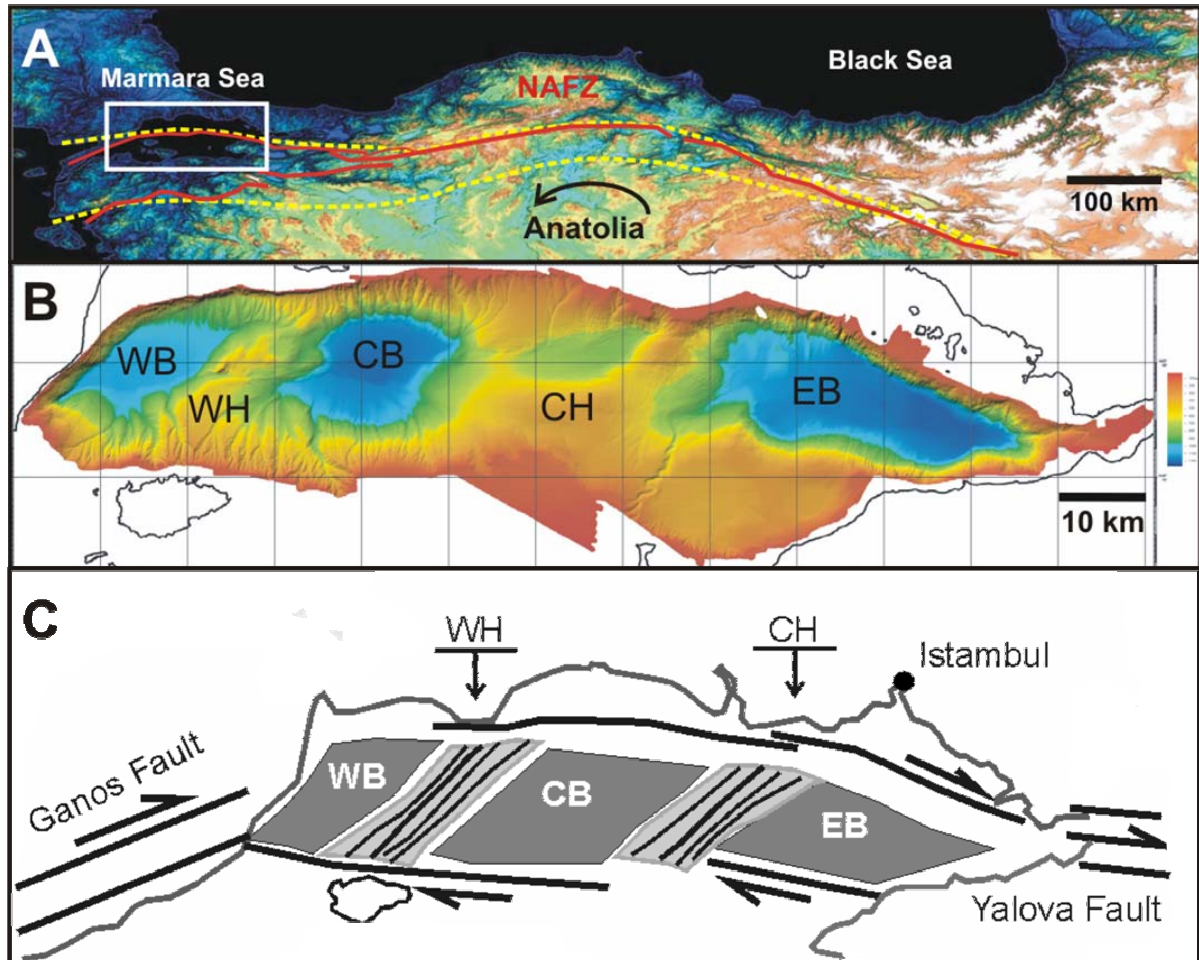 A
Marmara Sea
NAFZ
Black Sea
100 km
Anatolia
B
WB
CB
WH
CH
EB
10 km
C
WH
CH
Istambul
Ganos Fault
WB
CB
EB
Yalova Fault